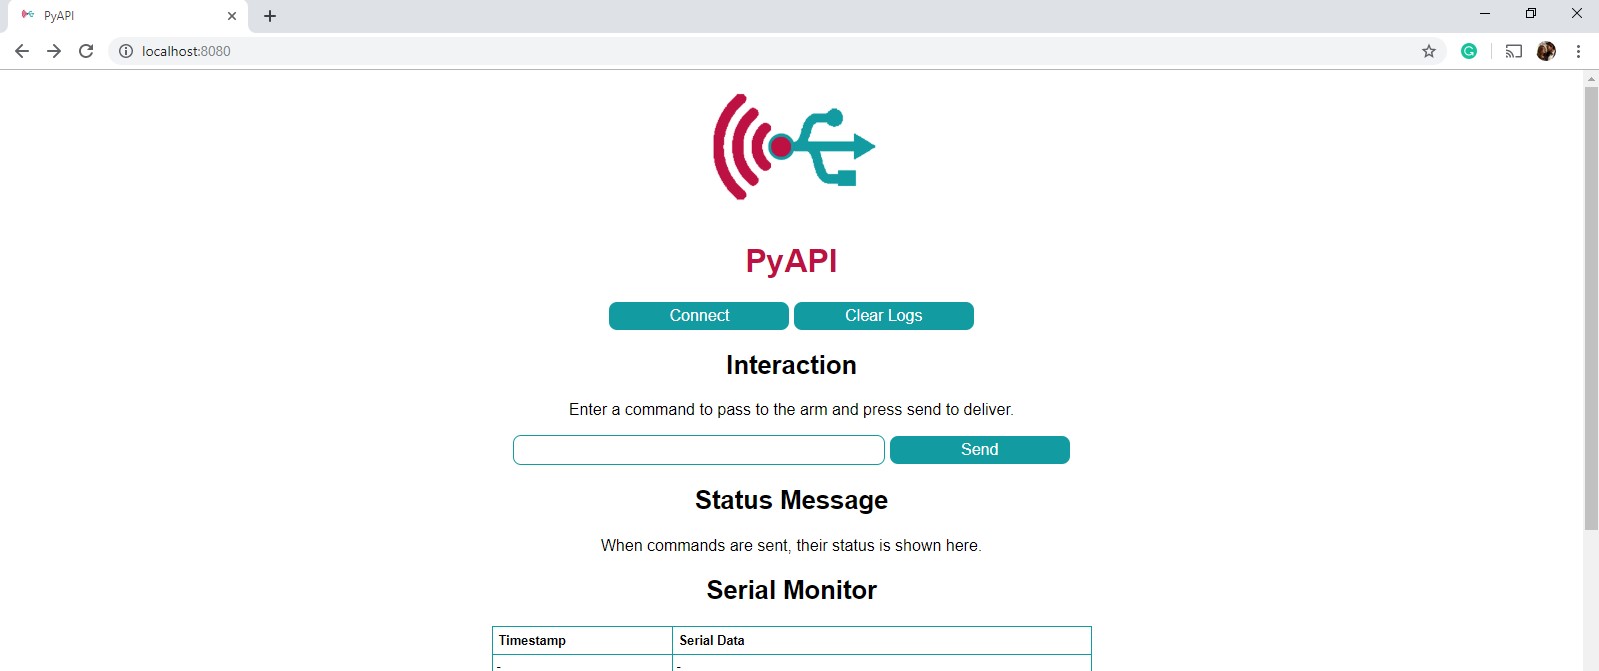 PyAPI
localhost:8080
PyAPI
Connect Clear Logs
Interaction
Enter a command to pass to the arm and press send to deliver.
Send
Status Message
When commands are sent, their status is shown here.
Serial Monitor
Timestamp Serial Data
- -